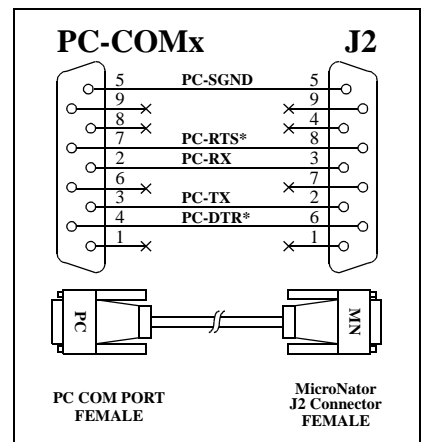 PC-COMx J2
5 PC-SGND 5
9 9
8 4
7 PC-RTS* 8
2 PC-RX 3
6 7
3 PC-TX 2
4 PC-DTR* 6
1 1
PC MN
PC COM PORT
FEMALE
MicroNator
J2 Connector
FEMALE